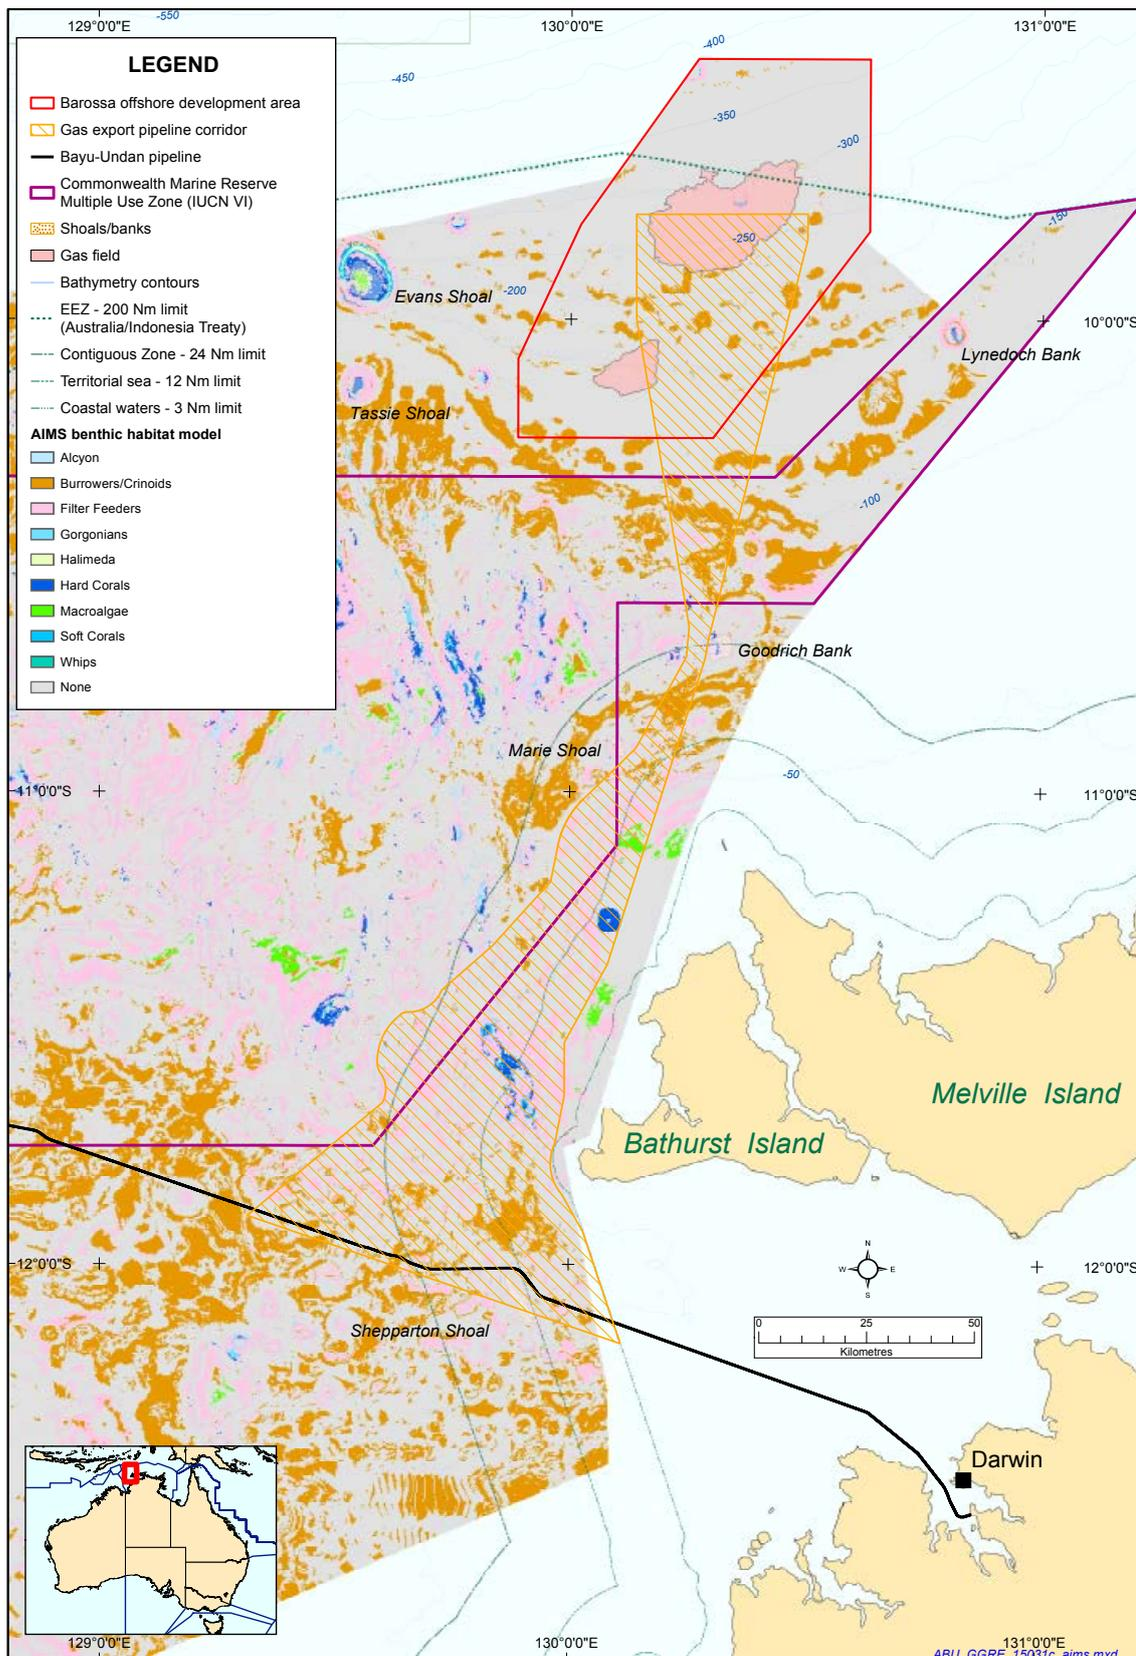 129°0'0"E
130°0'0"E
131°0'0"E
-550
-400
-450
-350
-300
-250
-200
-150
-100
-50
LEGEND
Barossa offshore development area
Gas export pipeline corridor
Bayu-Undan pipeline
Commonwealth Marine Reserve
Multiple Use Zone (IUCN VI)
Shoals/banks
Gas field
Bathymetry contours
EEZ - 200 Nm limit
(Australia/Indonesia Treaty)
Contiguous Zone - 24 Nm limit
Territorial sea - 12 Nm limit
Coastal waters - 3 Nm limit
AIMS benthic habitat model
Alcyon
Burrowers/Crinoids
Filter Feeders
Gorgonians
Halimeda
Hard Corals
Macroalgae
Soft Corals
Whips
None
Evans Shoal
10°0'0"S
Lynedoch Bank
Tassie Shoal
Goodrich Bank
Marie Shoal
11°0'0"S
11°0'0"S
Melville Island
Bathurst Island
12°0'0"S
12°0'0"S
N
W
E
S
0
25
50
Kilometres
Shepparton Shoal
Darwin
129°0'0"E
130°0'0"E
131°0'0"E
ABU_GGRE_15031c_aims.mxd